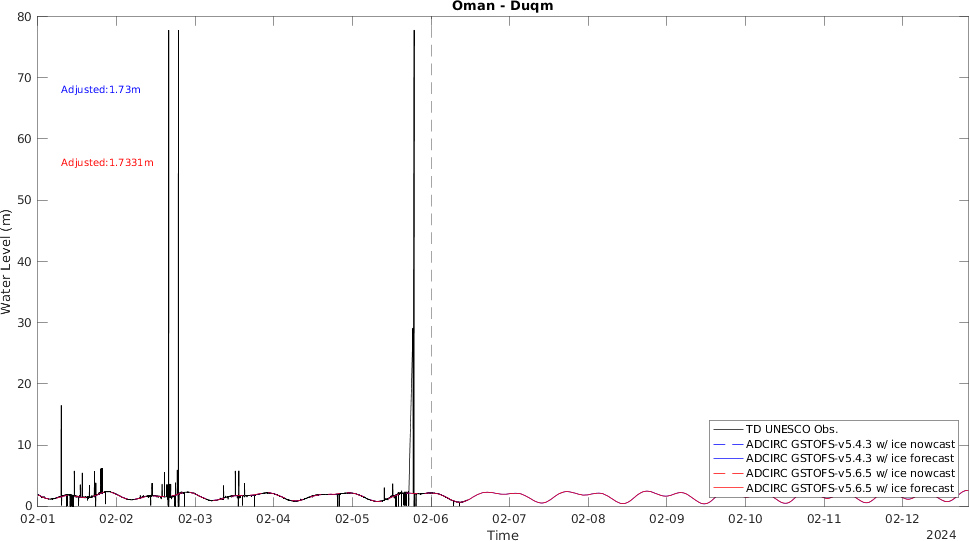 Oman - Duqm
80
70
60
50
40
30
20
10
0
Water Level (m)
Adjusted:1.73m
Adjusted:1.7331m
TD UNESCO Obs.
ADCIRC GSTOFS-v5.4.3 w/ ice nowcast
ADCIRC GSTOFS-v5.4.3 w/ ice forecast
ADCIRC GSTOFS-v5.6.5 w/ ice nowcast
ADCIRC GSTOFS-v5.6.5 w/ ice forecast
02-01 02-02 02-03 02-04 02-05 02-06 02-07 02-08 02-09 02-10 02-11 02-12
Time
2024